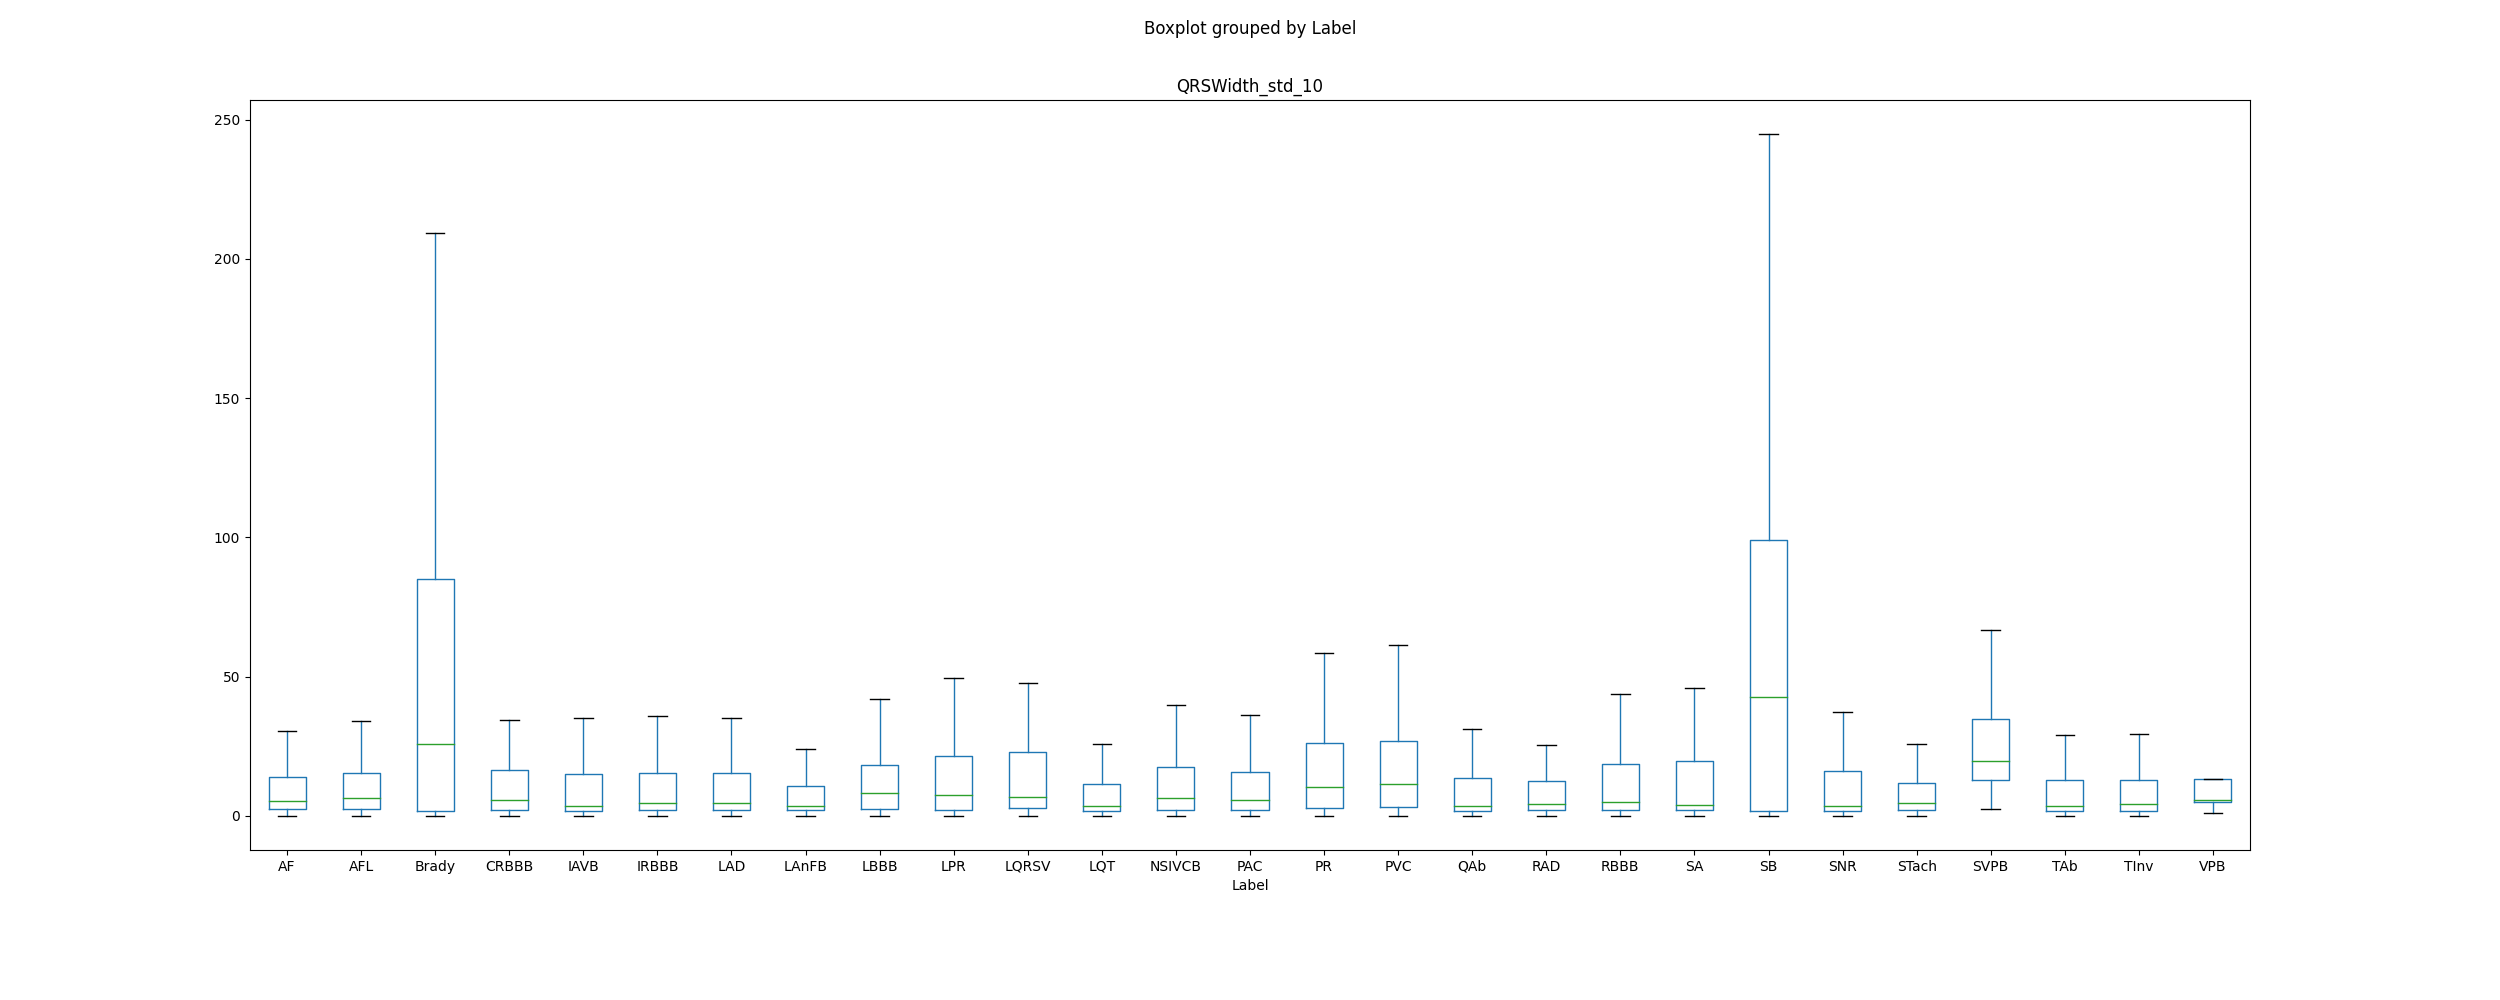 Boxplot grouped by Label
QRSWidth_std_10
250
200
150
100
50
0
AF AFL Brady CRBBB IAVB IRBBB LAD LAnFB LBBB LPR LQRSV LQT NSIVCB PAC PR PVC QAb RAD RBBB SA SB SNR STach SVPB TAb TInv VPB
Label